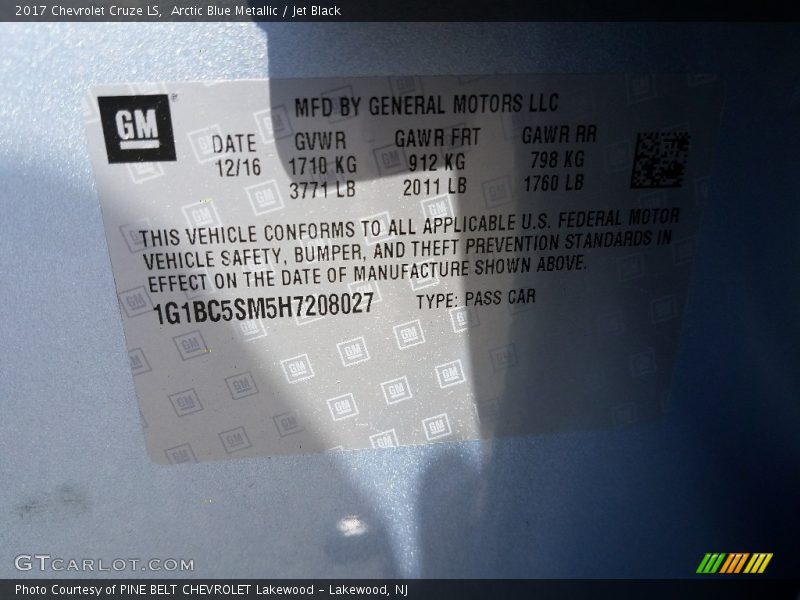 2017 Chevrolet Cruze LS, Arctic Blue Metallic / Jet Black
GM
MFD BY GENERAL MOTORS LLC
DATE GVWR GAWR FRT GAWR RR
12/16 1710 KG 912 KG 798 KG
3771 LB 2011 LB 1760 LB
THIS VEHICLE CONFORMS TO ALL APPLICABLE U.S. FEDERAL MOTOR
VEHICLE SAFETY, BUMPER, AND THEFT PREVENTION STANDARDS IN
EFFECT ON THE DATE OF MANUFACTURE SHOWN ABOVE.
1G1BC5SM5H7208027 TYPE: PASS CAR
GTCARLOT.COM
Photo Courtesy of PINE BELT CHEVROLET Lakewood - Lakewood, NJ